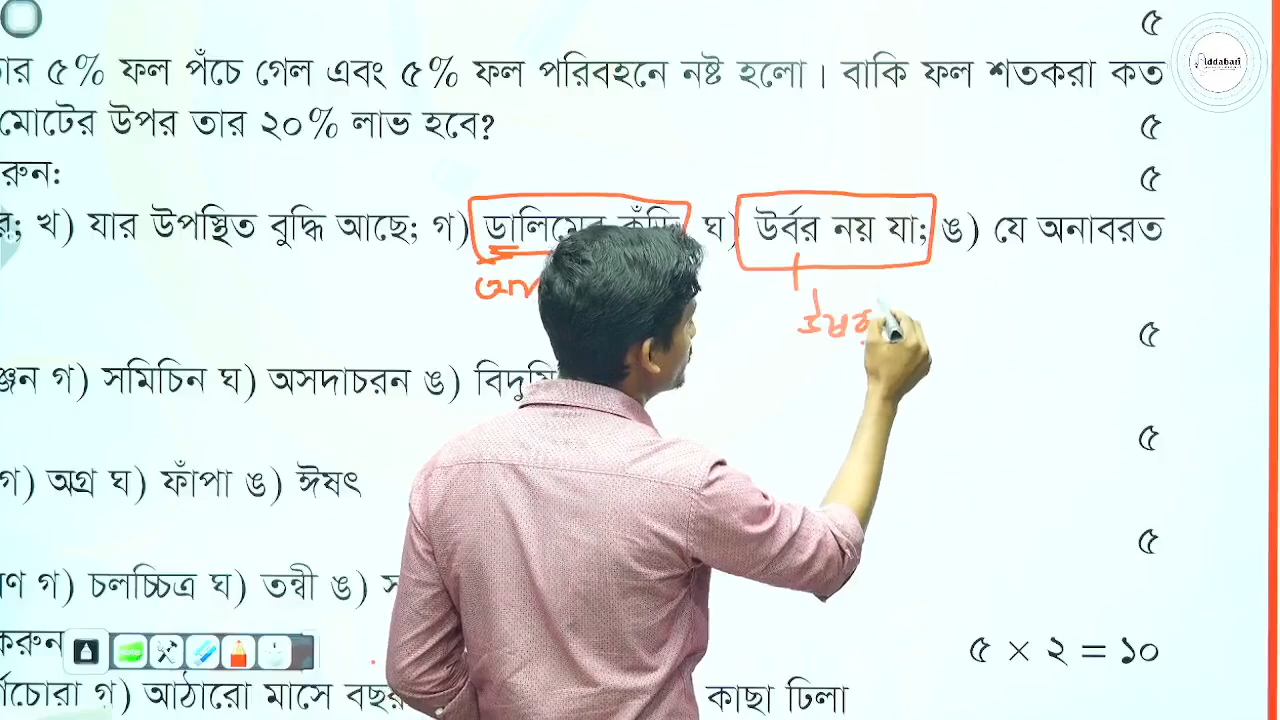 ৫
Addabari
৫% ফল পঁচে গেল এবং ৫% ফল পরিবহনে নষ্ট হলো। বাকি ফল শতকরা কত
মোটের উপর তার ২০% লাভ হবে? ৫
রুন: ৫
খ) যার উপস্থিত বুদ্ধি আছে; গ) ডালিমের কুঁড়ি ঘ) উর্বর নয় যা; ঙ) যে অনাবরত
৫
গ) সমিচিন ঘ) অসদাচরন ঙ)
৫
গ) অগ্র ঘ) ফাঁপা ঙ) ঈষৎ
৫
গ) চলচ্চিত্র ঘ) তন্বী ঙ)
করুন ৫ × ২ = ১০
গ) আঠারো মাসে বছর কাছা ঢিলা